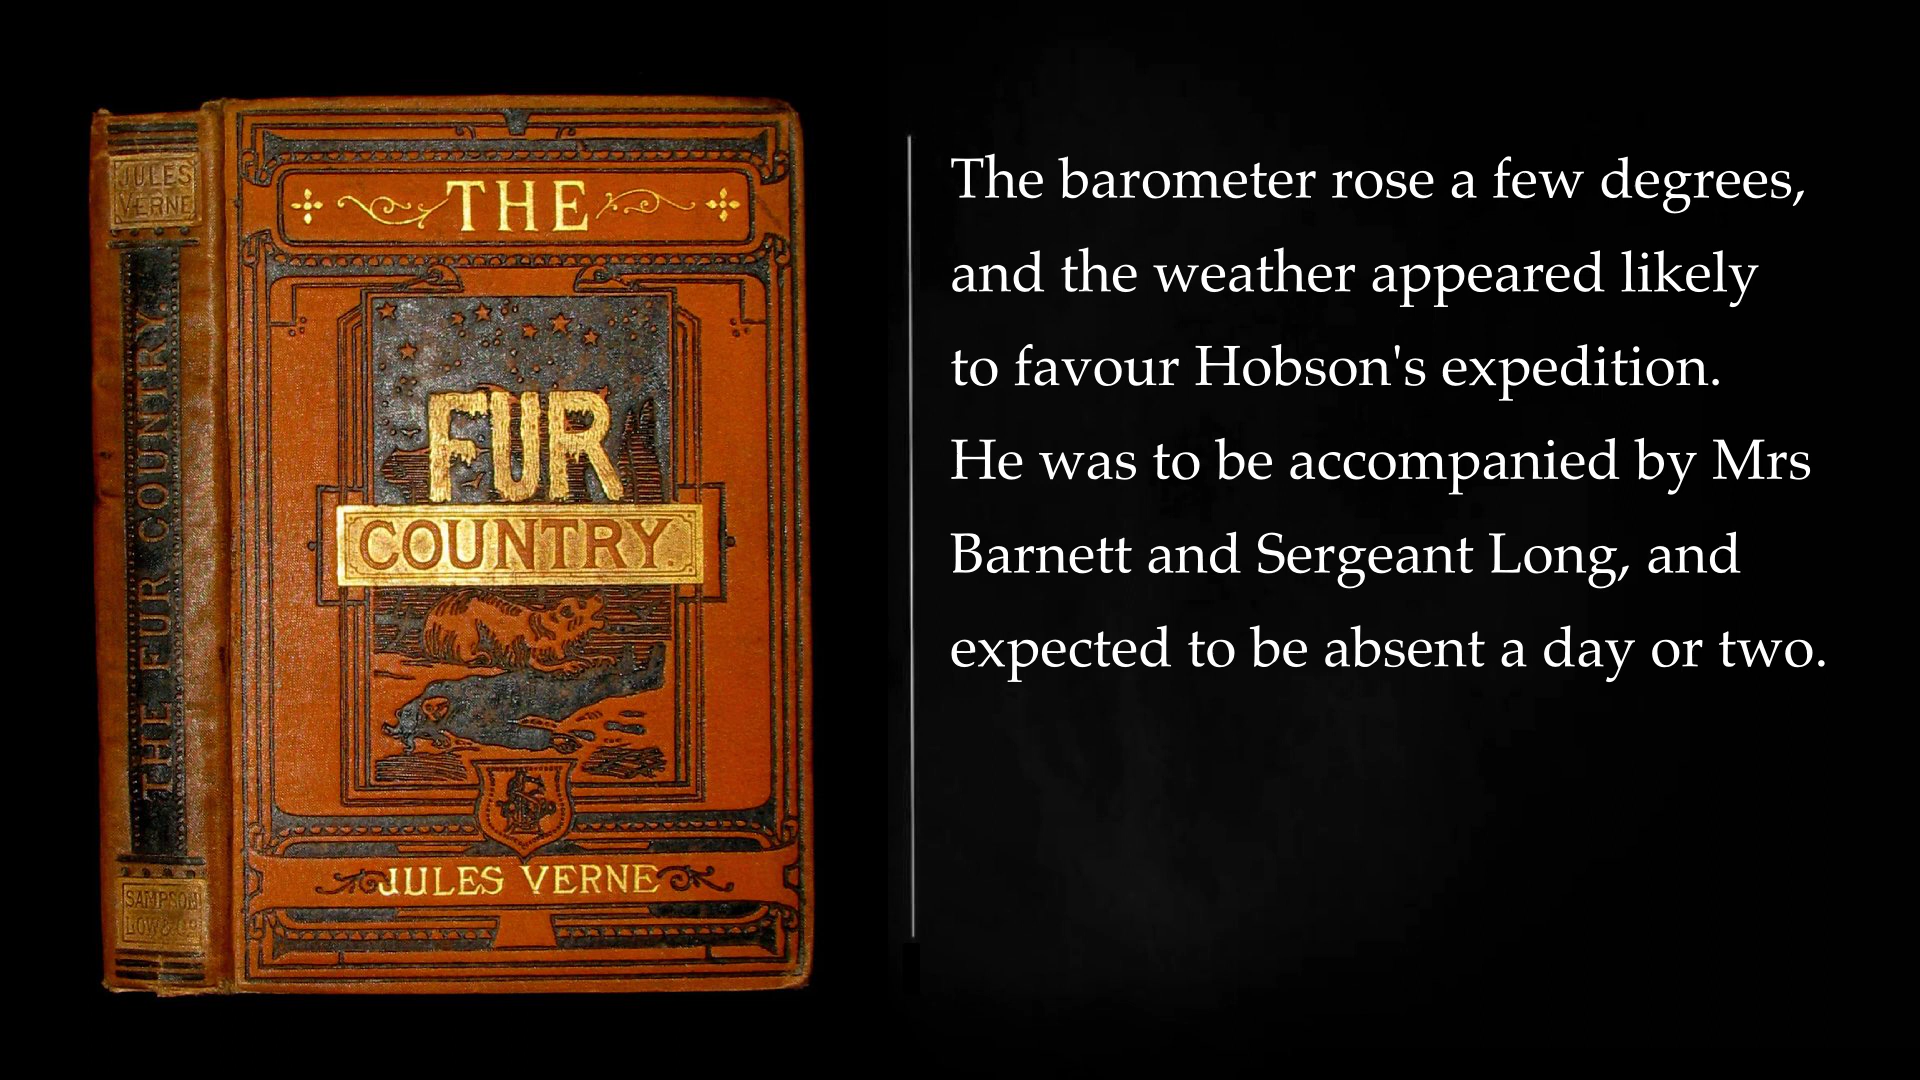 JULES
VERNE
THE FUR COUNTRY.
SAMPSON
LOW & Co
THE
FUR
COUNTRY.
JULES VERNE
The barometer rose a few degrees,
and the weather appeared likely
to favour Hobson's expedition.
He was to be accompanied by Mrs
Barnett and Sergeant Long, and
expected to be absent a day or two.